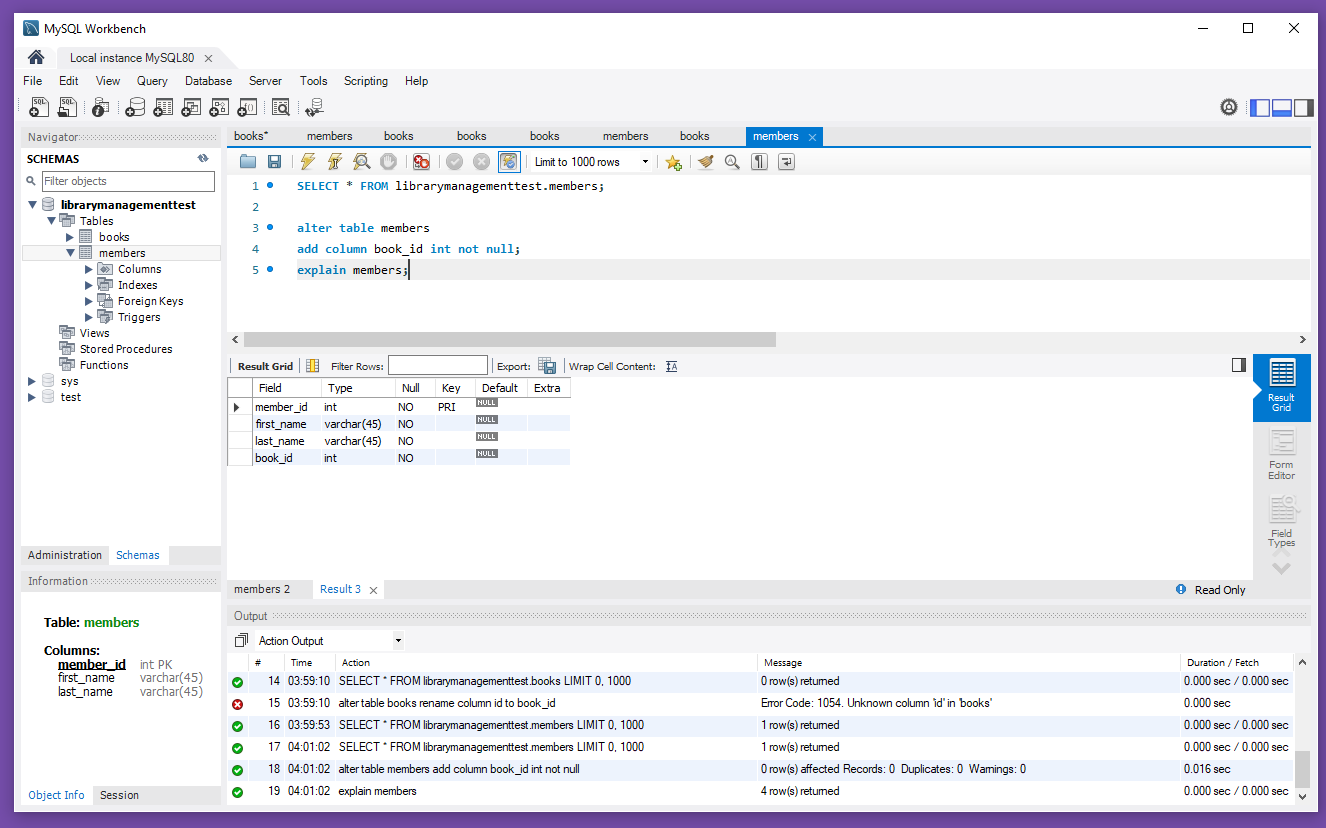 MySQL Workbench
Local instance MySQL80
File Edit View Query Database Server Tools Scripting Help
Navigator
SCHEMAS
Filter objects
librarymanagementtest
Tables
books
members
Columns
Indexes
Foreign Keys
Triggers
Views
Stored Procedures
Functions
sys
test
Administration Schemas
Information
Table: members
Columns:
member_id int PK
first_name varchar(45)
last_name varchar(45)
Object Info Session
books* members books books books members books members
Limit to 1000 rows
1 SELECT * FROM librarymanagementtest.members;
2
3 alter table members
4 add column book_id int not null;
5 explain members;
Result Grid Filter Rows: Export: Wrap Cell Content:
Field Type Null Key Default Extra
member_id int NO PRI NULL
first_name varchar(45) NO NULL
last_name varchar(45) NO NULL
book_id int NO NULL
Result
Grid
Form
Editor
Field
Types
members 2 Result 3 Read Only
Output
Action Output
# Time Action Message Duration / Fetch
14 03:59:10 SELECT * FROM librarymanagementtest.books LIMIT 0, 1000 0 row(s) returned 0.000 sec / 0.000 sec
15 03:59:10 alter table books rename column id to book_id Error Code: 1054. Unknown column 'id' in 'books' 0.000 sec
16 03:59:53 SELECT * FROM librarymanagementtest.members LIMIT 0, 1000 1 row(s) returned 0.000 sec / 0.000 sec
17 04:01:02 SELECT * FROM librarymanagementtest.members LIMIT 0, 1000 1 row(s) returned 0.000 sec / 0.000 sec
18 04:01:02 alter table members add column book_id int not null 0 row(s) affected Records: 0 Duplicates: 0 Warnings: 0 0.016 sec
19 04:01:02 explain members 4 row(s) returned 0.000 sec / 0.000 sec